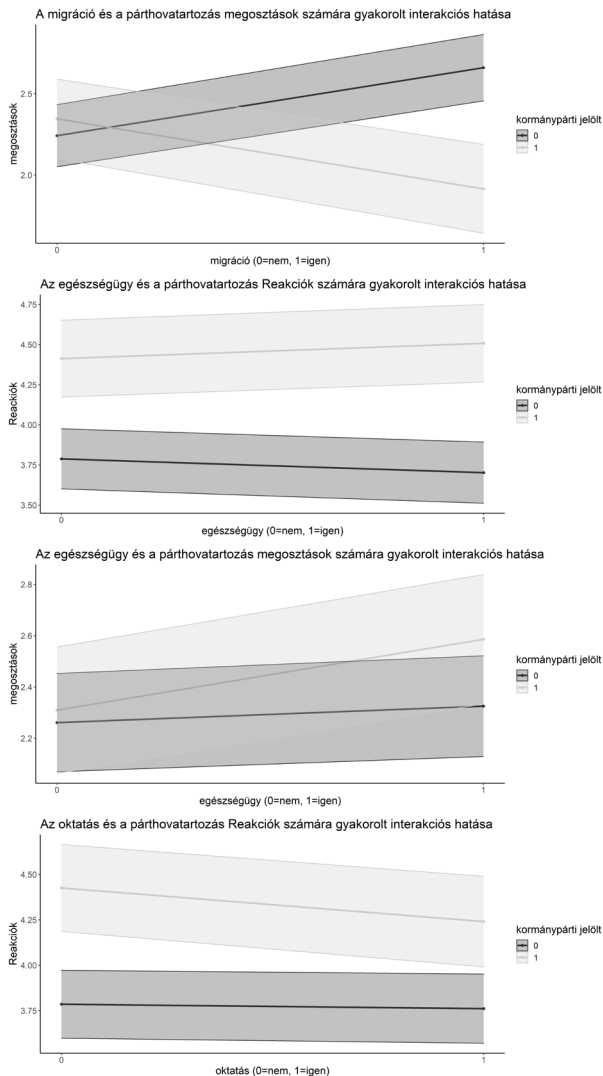 A migráció és a párthovatartozás megosztások számára gyakorolt interakciós hatása
megosztások
2.5
2.0
0
1
migráció (0=nem, 1=igen)
kormánypárti jelölt
0
1
Az egészségügy és a párthovatartozás Reakciók számára gyakorolt interakciós hatása
Reackiók
4.75
4.50
4.25
4.00
3.75
3.50
0
1
egészségügy (0=nem, 1=igen)
kormánypárti jelölt
0
1
Az egészségügy és a párthovatartozás megosztások számára gyakorolt interakciós hatása
megosztások
2.8
2.6
2.4
2.2
0
1
egészségügy (0=nem, 1=igen)
kormánypárti jelölt
0
1
Az oktatás és a párthovatartozás Reakciók számára gyakorolt interakciós hatása
Reakciók
4.50
4.25
4.00
3.75
0
1
oktatás (0=nem, 1=igen)
kormánypárti jelölt
0
1